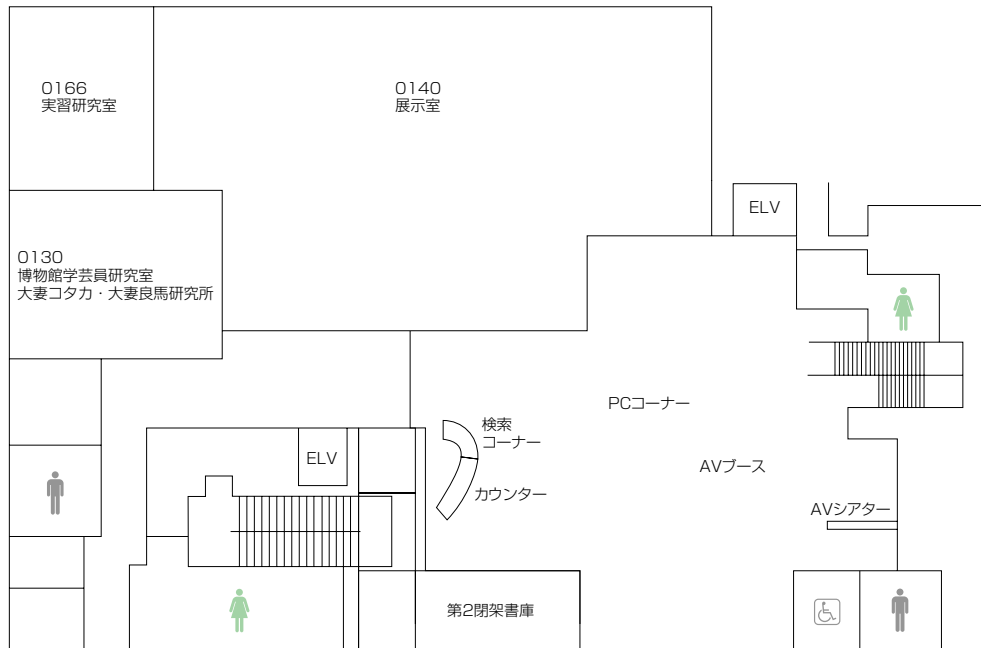 0166
実習研究室
0140
展示室
ELV
0130
博物館学芸員研究室
大妻コタカ・大妻良馬研究所
PCコーナー
検索
コーナー
ELV
AVブース
カウンター
AVシアター
第2閉架書庫